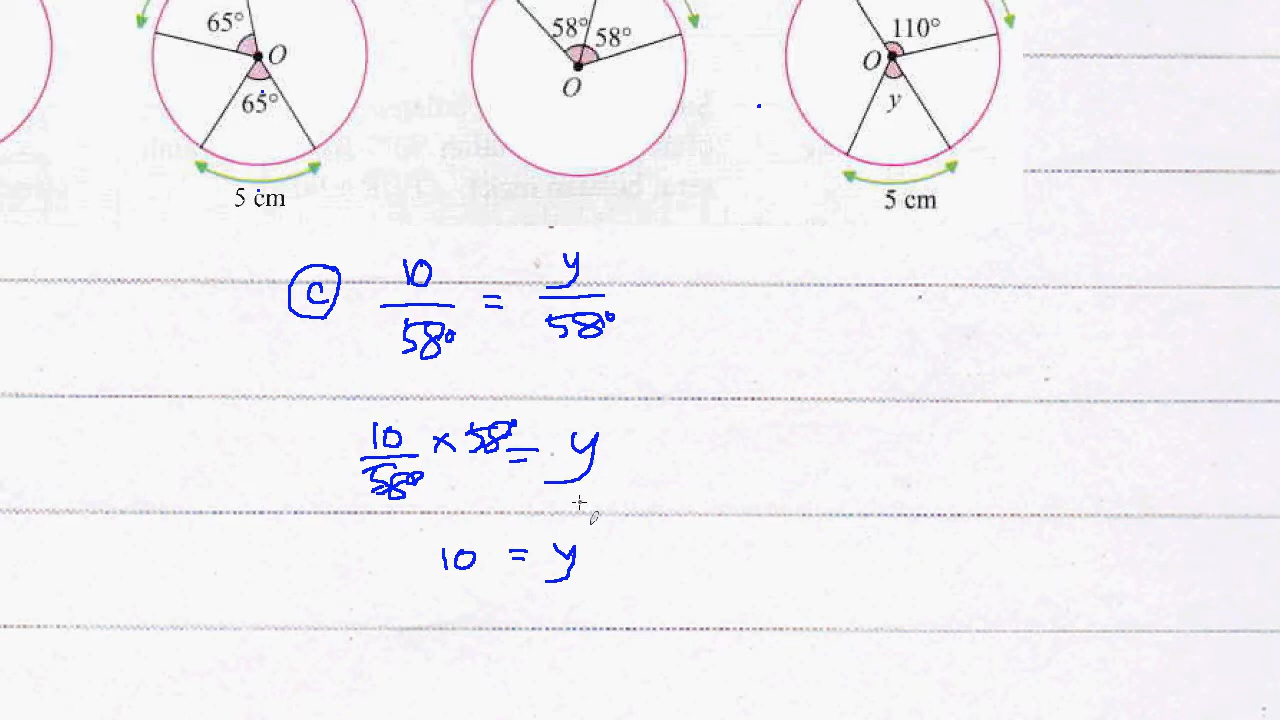 65° O 65° 5 cm
58° 58° O
110° O y 5 cm
© 10/58° = y/58°
10/58° × 58° = y
10 = y